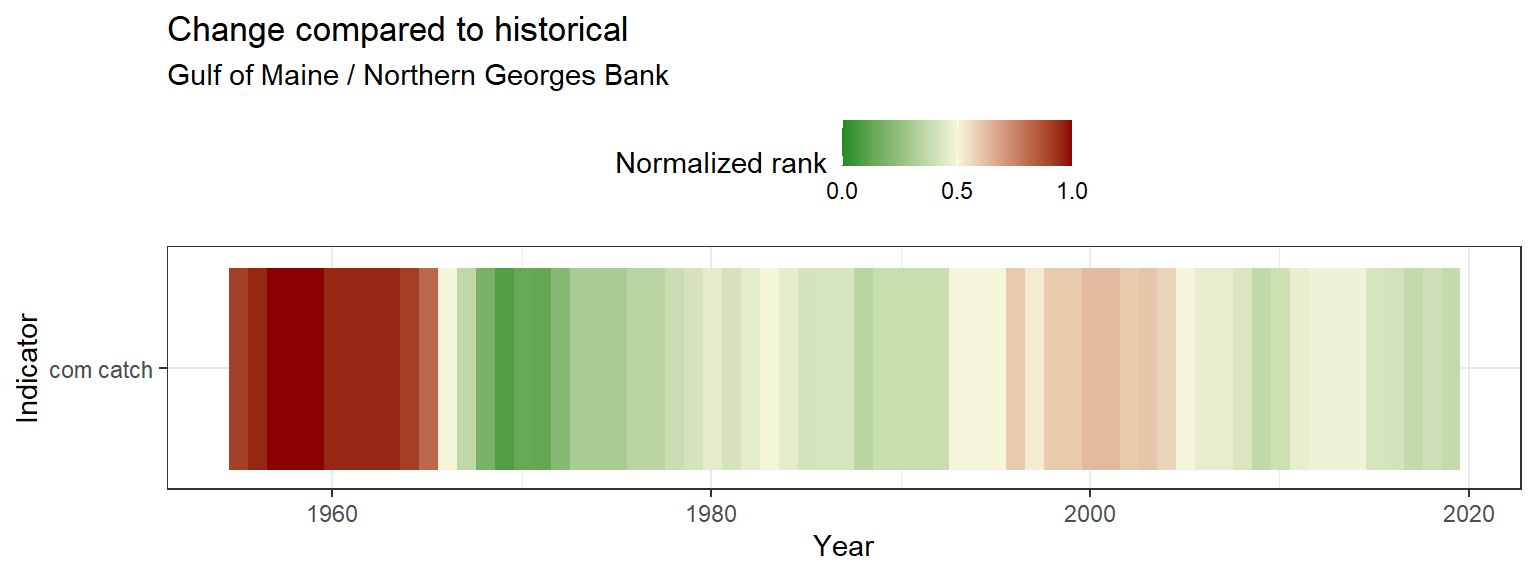 Change compared to historical
Gulf of Maine / Northern Georges Bank
Normalized rank
0.0 0.5 1.0
Indicator
com catch
1960 1980 2000 2020
Year